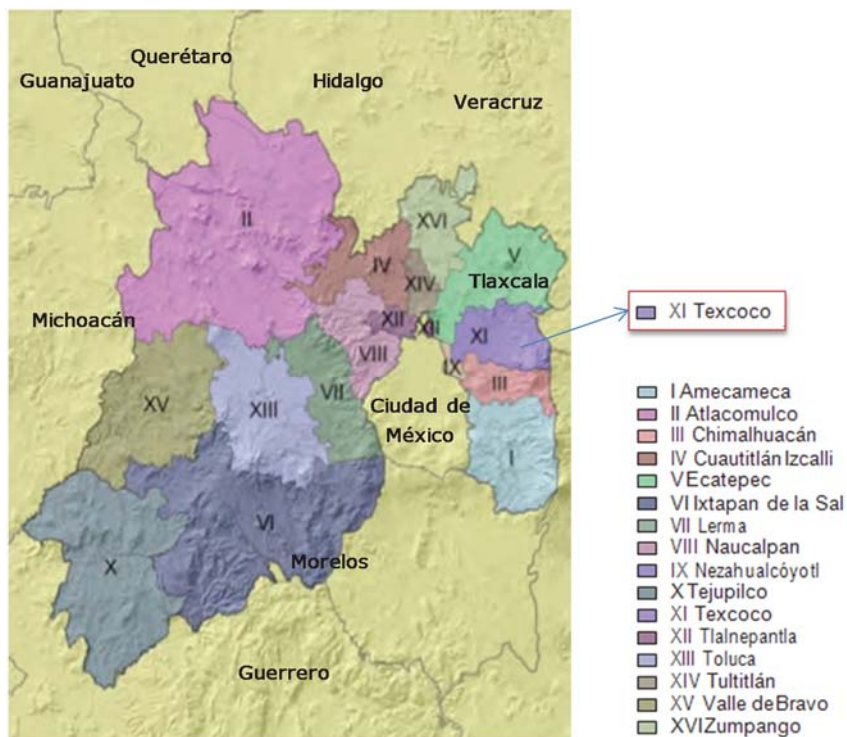 Querétaro
Guanajuato
Hidalgo
Veracruz
II
XVI
V
IV
Tlaxcala
XIV
Michoacán
XII
XII
XI
VIII
IX
III
XV
XIII
VII
Ciudad de
México
I
VI
X
Morelos
Guerrero
XI Texcoco
I Amecameca
II Atlacomulco
III Chimalhuacán
IV Cuautitlán Izcalli
V Ecatepec
VI Ixtapan de la Sal
VII Lerma
VIII Naucalpan
IX Nezahualcóyotl
X Tejupilco
XI Texcoco
XII Tlalnepantla
XIII Toluca
XIV Tultitlán
XV Valle de Bravo
XVI Zumpango